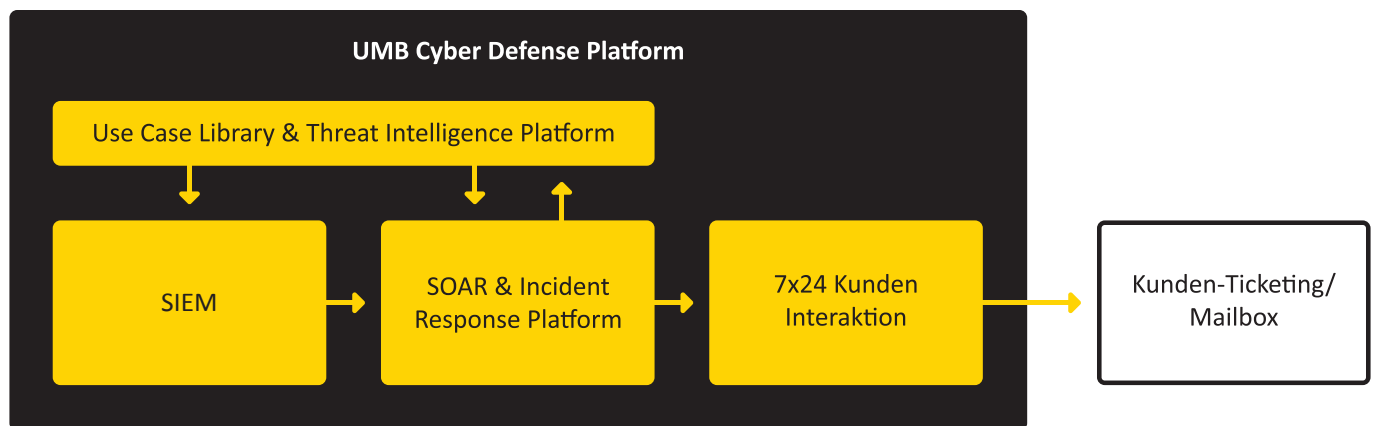 UMB Cyber Defense Platform
Use Case Library & Threat Intelligence Platform
SIEM
SOAR & Incident
Response Platform
7x24 Kunden
Interaktion
Kunden-Ticketing/
Mailbox